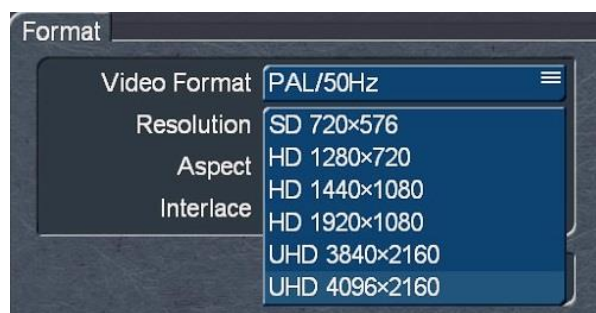 Format
Video Format PAL/50Hz
Resolution SD 720×576
Aspect HD 1280×720
HD 1440×1080
Interlace HD 1920×1080
UHD 3840×2160
UHD 4096×2160